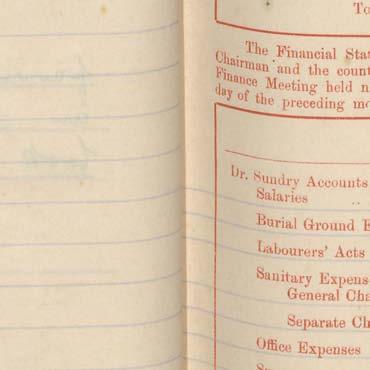 To
The Financial Stat
Chairman and the count
Finance Meeting held n
day of the preceding mo
Dr. Sundry Accounts
Salaries
Burial Ground E
Labourers' Acts
Sanitary Expens
General Cha
Separate Ch
Office Expenses